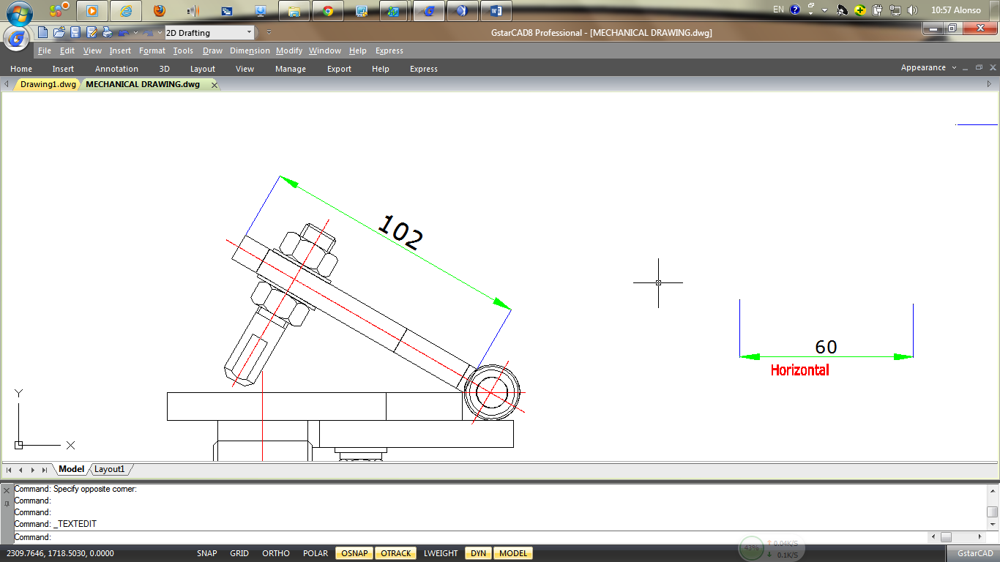 EN
10:57 Alonso
2D Drafting
GstarCAD8 Professional - [MECHANICAL DRAWING.dwg]
File Edit View Insert Format Tools Draw Dimension Modify Window Help Express
Home Insert Annotation 3D Layout View Manage Export Help Express Appearance
Drawing1.dwg MECHANICAL DRAWING.dwg
102
60
Horizontal
Y
X
Model Layout1
Command: Specify opposite corner:
Command:
Command:
Command: _TEXTEDIT
Command:
2309.7646, 1718.5030, 0.0000 SNAP GRID ORTHO POLAR OSNAP OTRACK LWEIGHT DYN MODEL 43% 0.04K/S
0.1K/S
GstarCAD